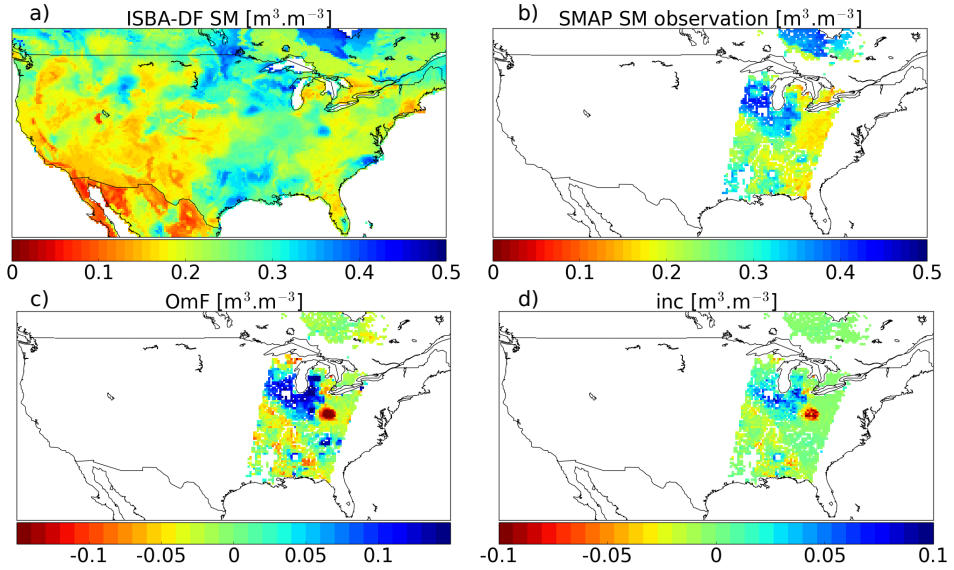 a) ISBA-DF SM [m³.m⁻³]
b) SMAP SM observation [m³.m⁻³]
0 0.1 0.2 0.3 0.4 0.5
0 0.1 0.2 0.3 0.4 0.5
c) OmF [m³.m⁻³]
d) inc [m³.m⁻³]
-0.1 -0.05 0 0.05 0.1
-0.1 -0.05 0 0.05 0.1